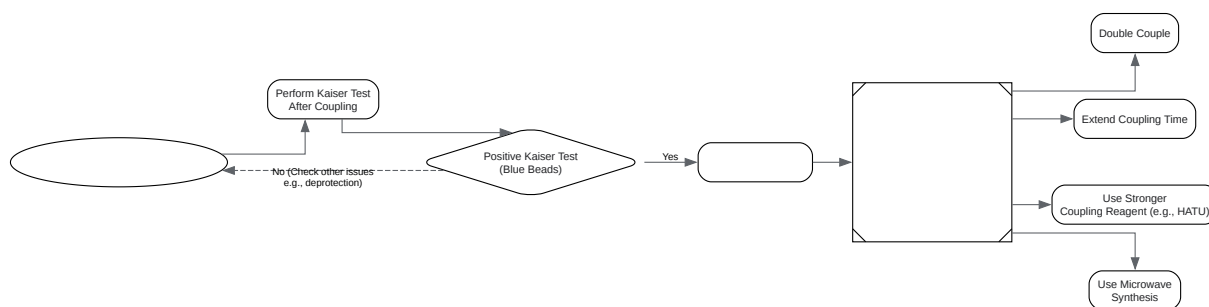 Double Couple
Perform Kaiser Test
After Coupling
Extend Coupling Time
Positive Kaiser Test
(Blue Beads)
Yes
No (Check other issues
e.g., deprotection)
Use Stronger
Coupling Reagent (e.g., HATU)
Use Microwave
Synthesis